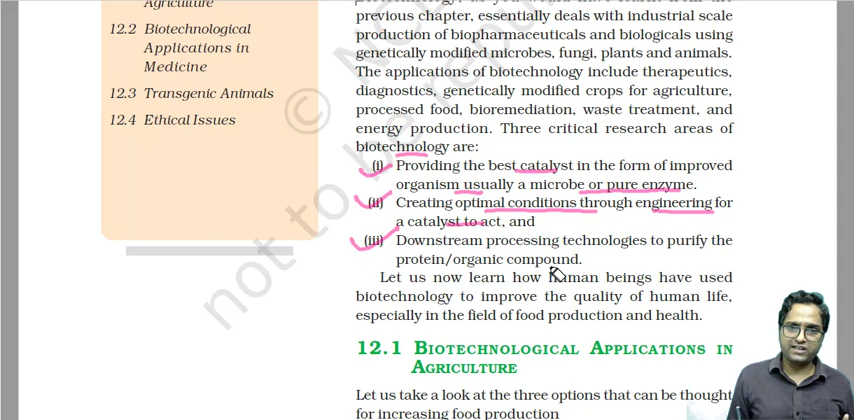 Agriculture
12.2 Biotechnological
Applications in
Medicine
12.3 Transgenic Animals
12.4 Ethical Issues
previous chapter, essentially deals with industrial scale
production of biopharmaceuticals and biologicals using
genetically modified microbes, fungi, plants and animals.
The applications of biotechnology include therapeutics,
diagnostics, genetically modified crops for agriculture,
processed food, bioremediation, waste treatment, and
energy production. Three critical research areas of
biotechnology are:
(i) Providing the best catalyst in the form of improved
organism usually a microbe or pure enzyme.
(ii) Creating optimal conditions through engineering for
a catalyst to act, and
(iii) Downstream processing technologies to purify the
protein/organic compound.
Let us now learn how human beings have used
biotechnology to improve the quality of human life,
especially in the field of food production and health.
12.1 BIOTECHNOLOGICAL APPLICATIONS IN
AGRICULTURE
Let us take a look at the three options that can be thought
for increasing food production
not to be repu
© NC